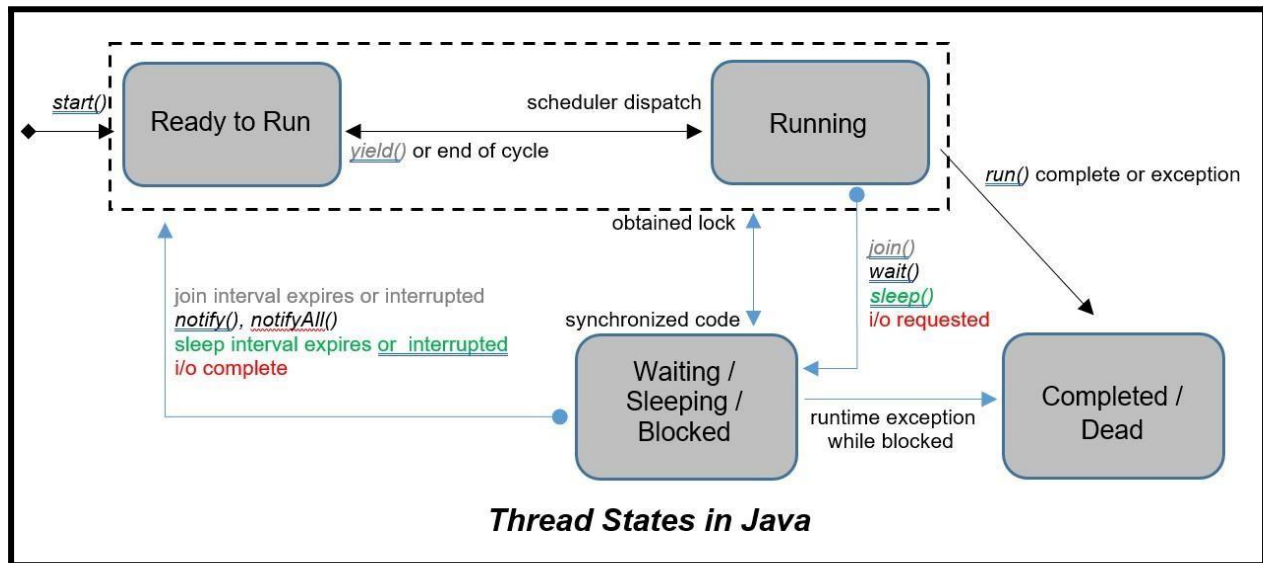 start()
Ready to Run
scheduler dispatch
yield() or end of cycle
Running
run() complete or exception
obtained lock
synchronized code
join()
wait()
sleep()
i/o requested
join interval expires or interrupted
notify(), notifyAll()
sleep interval expires or interrupted
i/o complete
Waiting /
Sleeping /
Blocked
runtime exception
while blocked
Completed /
Dead
Thread States in Java